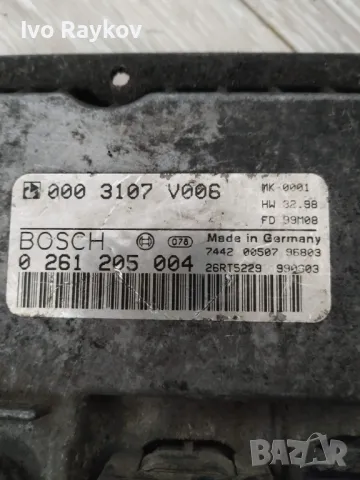 Ivo Raykov
000 3107 V006
MK-0001
HW 32.98
FD 99M08
BOSCH
078
Made in Germany
0 261 205 004
7442 00507 96803
26RT5229 990803
BAZAR